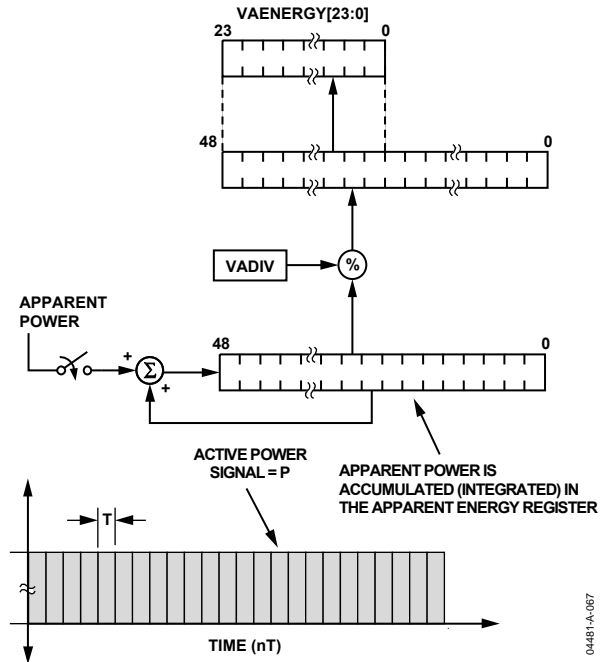 VAENERGY[23:0]
23 0
48 0
VADIV %
APPARENT
POWER
48 0
+ Σ
+
ACTIVE POWER
SIGNAL = P
APPARENT POWER IS
ACCUMULATED (INTEGRATED) IN
THE APPARENT ENERGY REGISTER
T
TIME (nT)
04481-A-067